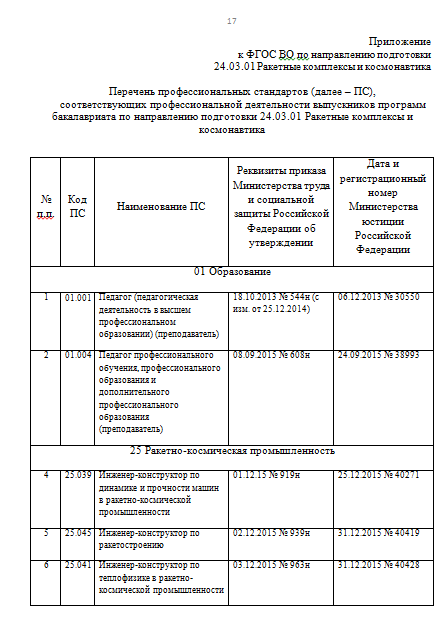 17
Приложение
к ФГОС ВО по направлению подготовки
24.03.01 Ракетные комплексы и космонавтика
Перечень профессиональных стандартов (далее – ПС),
соответствующих профессиональной деятельности выпускников программ
бакалавриата по направлению подготовки 24.03.01 Ракетные комплексы и
космонавтика
№
п.п.
Код
ПС
Наименование ПС
Реквизиты приказа
Министерства труда
и социальной
защиты Российской
Федерации об
утверждении
Дата и
регистрационный
номер
Министерства
юстиции
Российской
Федерации
01 Образование
1
01.001
Педагог (педагогическая
деятельность в высшем
профессиональном
образовании) (преподаватель)
18.10.2013 № 544н (с
изм. от 25.12.2014)
06.12.2013 № 30550
2
01.004
Педагог профессионального
обучения, профессионального
образования и
дополнительного
профессионального
образования
(преподаватель)
08.09.2015 № 608н
24.09.2015 № 38993
25 Ракетно-космическая промышленность
4
25.039
Инженер-конструктор по
динамике и прочности машин
в ракетно-космической
промышленности
01.12.15 № 919н
25.12.2015 № 40271
5
25.045
Инженер-конструктор по
ракетостроению
02.12.2015 № 939н
31.12.2015 № 40419
6
25.041
Инженер-конструктор по
теплофизике в ракетно-
космической промышленности
03.12.2015 № 963н
31.12.2015 № 40428